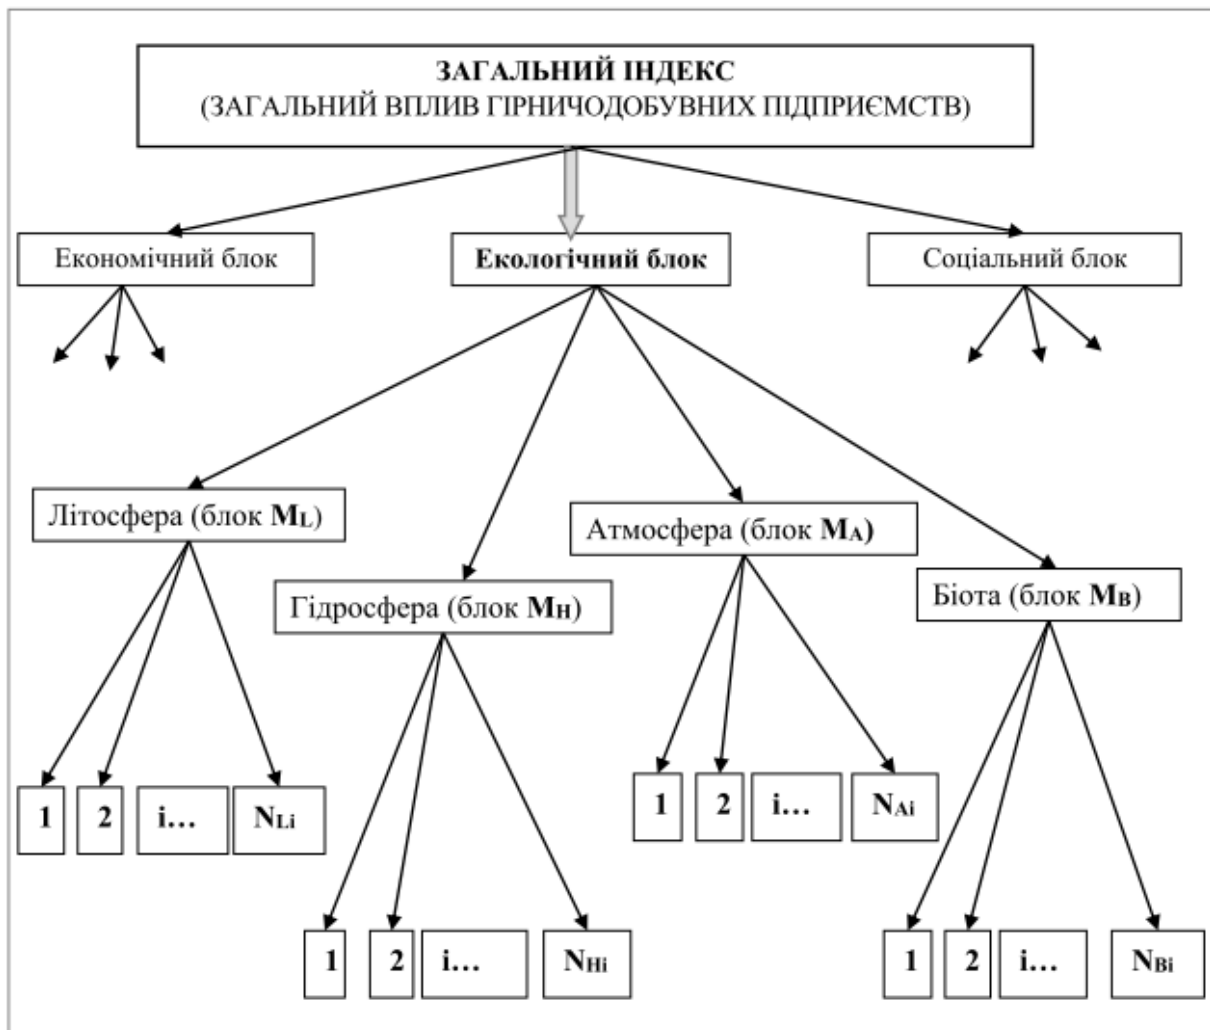 ЗАГАЛЬНИЙ ІНДЕКС
(ЗАГАЛЬНИЙ ВПЛИВ ГІРНИЧОДОБУВНИХ ПІДПРИЄМСТВ)
Економічний блок
Екологічний блок
Соціальний блок
Літосфера (блок ML)
Атмосфера (блок MA)
Гідросфера (блок MH)
Біота (блок MB)
1 2 i... NLi
1 2 i... NAi
1 2 i... NHi
1 2 i... NBi